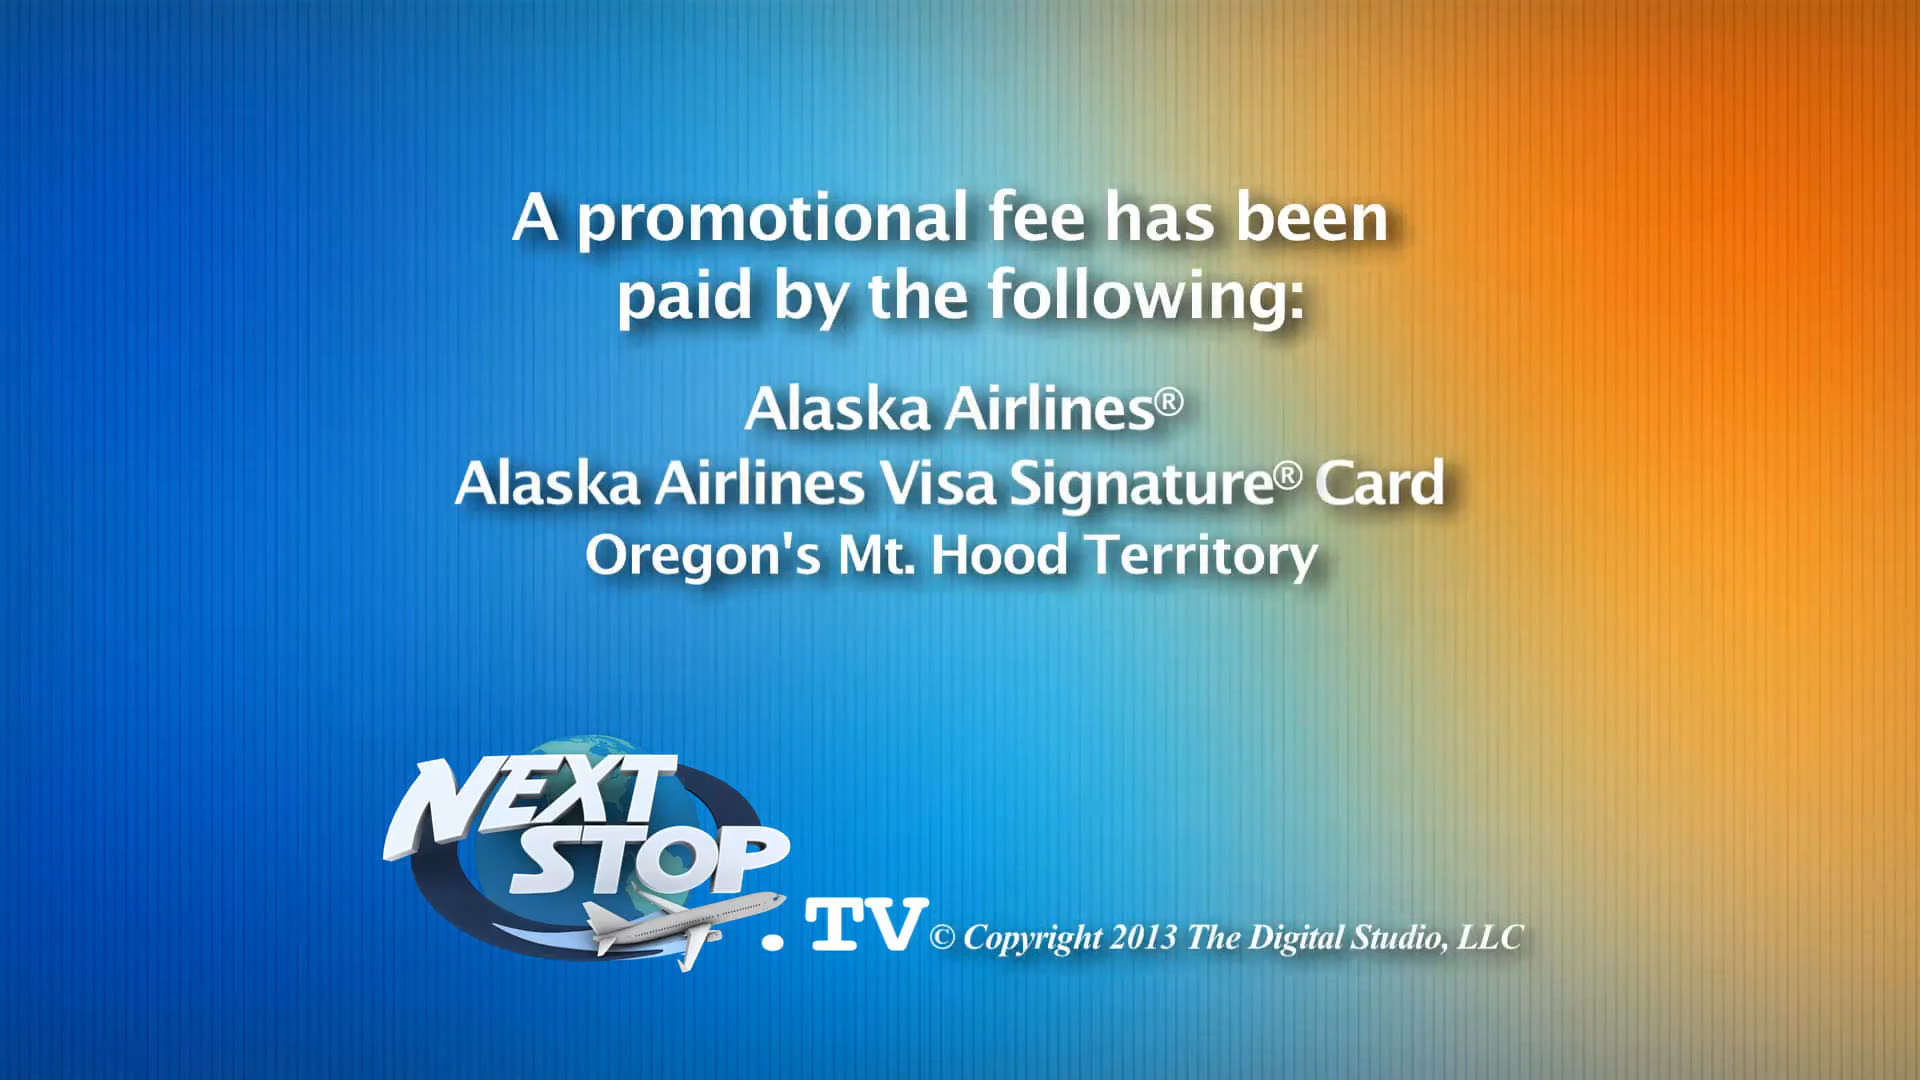 A promotional fee has been
paid by the following:
Alaska Airlines®
Alaska Airlines Visa Signature® Card
Oregon's Mt. Hood Territory
NEXT
STOP
.TV © Copyright 2013 The Digital Studio, LLC